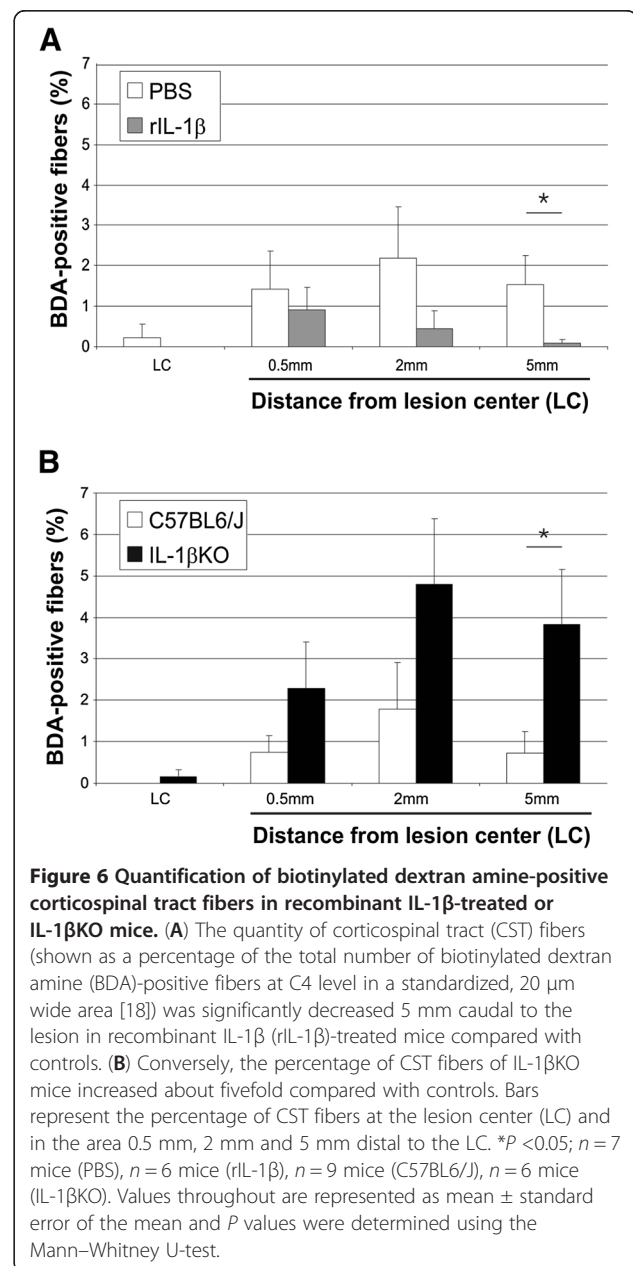 A
BDA-positive fibers (%)
7
6
5
4
3
2
1
0
PBS
rIL-1β
*
LC
0.5mm
2mm
5mm
Distance from lesion center (LC)
B
BDA-positive fibers (%)
7
6
5
4
3
2
1
0
C57BL6/J
IL-1βKO
*
LC
0.5mm
2mm
5mm
Distance from lesion center (LC)
Figure 6 Quantification of biotinylated dextran amine-positive
corticospinal tract fibers in recombinant IL-1β-treated or
IL-1βKO mice. (A) The quantity of corticospinal tract (CST) fibers
(shown as a percentage of the total number of biotinylated dextran
amine (BDA)-positive fibers at C4 level in a standardized, 20 μm
wide area [18]) was significantly decreased 5 mm caudal to the
lesion in recombinant IL-1β (rIL-1β)-treated mice compared with
controls. (B) Conversely, the percentage of CST fibers of IL-1βKO
mice increased about fivefold compared with controls. Bars
represent the percentage of CST fibers at the lesion center (LC) and
in the area 0.5 mm, 2 mm and 5 mm distal to the LC. *P <0.05; n = 7
mice (PBS), n = 6 mice (rIL-1β), n = 9 mice (C57BL6/J), n = 6 mice
(IL-1βKO). Values throughout are represented as mean ± standard
error of the mean and P values were determined using the
Mann–Whitney U-test.